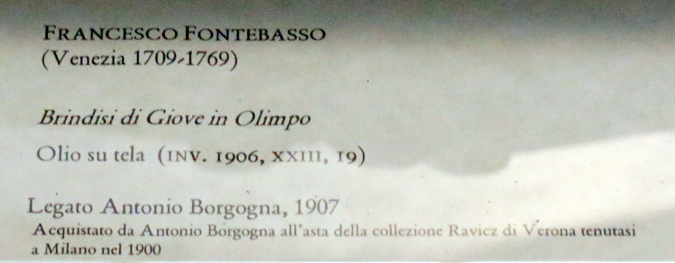 FRANCESCO FONTEBASSO
(Venezia 1709-1769)
Brindisi di Giove in Olimpo
Olio su tela (INV. 1906, XXIII, 19)
Legato Antonio Borgogna, 1907
Acquistato da Antonio Borgogna all'asta della collezione Ravicz di Verona tenutasi
a Milano nel 1900